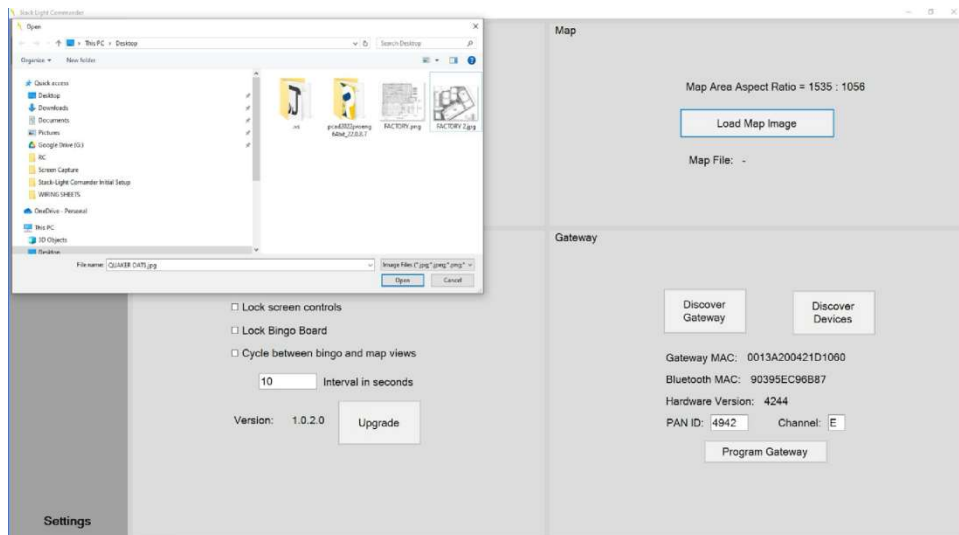 Stack Light Commander
Open
This PC > Desktop
Search Desktop
Organize
New folder
Quick access
Desktop
Downloads
Documents
Pictures
Google Drive (G:)
RC
Screen Capture
Stack-Light Comander Initial Setup
WIRING SHEETS
OneDrive - Personal
This PC
3D Objects
Desktop
FACTORY.png
FACTORY 2.jpg
File name:
QUAKER OATS.jpg
Open
Cancel
Map
Map Area Aspect Ratio = 1535 : 1056
Load Map Image
Map File: -
Lock screen controls
Lock Bingo Board
Cycle between bingo and map views
10
Interval in seconds
Version: 1.0.2.0
Upgrade
Gateway
Discover
Gateway
Discover
Devices
Gateway MAC: 0013A200421D1060
Bluetooth MAC: 90395EC96B87
Hardware Version: 4244
PAN ID: 4942
Channel: E
Program Gateway
Settings